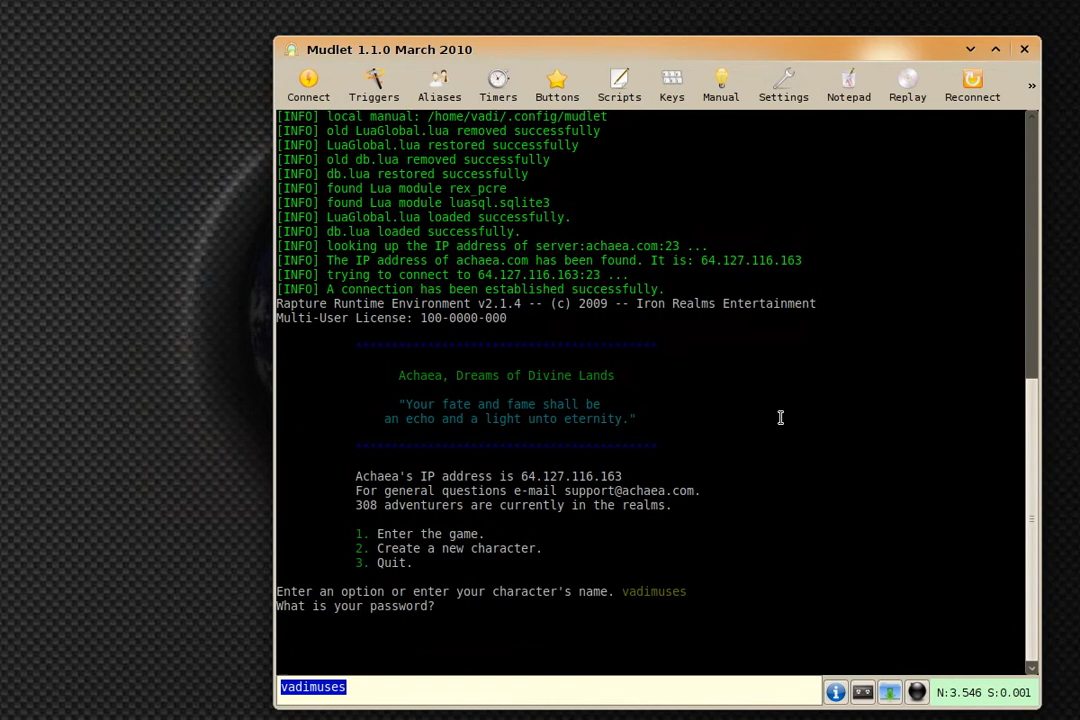 Mudlet 1.1.0 March 2010
Connect Triggers Aliases Timers Buttons Scripts Keys Manual Settings Notepad Replay Reconnect »
[INFO] local manual: /home/vadi/.config/mudlet
[INFO] old LuaGlobal.lua removed successfully
[INFO] LuaGlobal.lua restored successfully
[INFO] old db.lua removed successfully
[INFO] db.lua restored successfully
[INFO] found Lua module rex_pcre
[INFO] found Lua module luasql.sqlite3
[INFO] LuaGlobal.lua loaded successfully.
[INFO] db.lua loaded successfully.
[INFO] looking up the IP address of server:achaea.com:23 ...
[INFO] The IP address of achaea.com has been found. It is: 64.127.116.163
[INFO] trying to connect to 64.127.116.163:23 ...
[INFO] A connection has been established successfully.
Rapture Runtime Environment v2.1.4 -- (c) 2009 -- Iron Realms Entertainment
Multi-User License: 100-0000-000
******************************************
Achaea, Dreams of Divine Lands
"Your fate and fame shall be
an echo and a light unto eternity."
******************************************
Achaea's IP address is 64.127.116.163
For general questions e-mail support@achaea.com.
308 adventurers are currently in the realms.
1. Enter the game.
2. Create a new character.
3. Quit.
Enter an option or enter your character's name. vadimuses
What is your password?
vadimuses
N:3.546 S:0.001